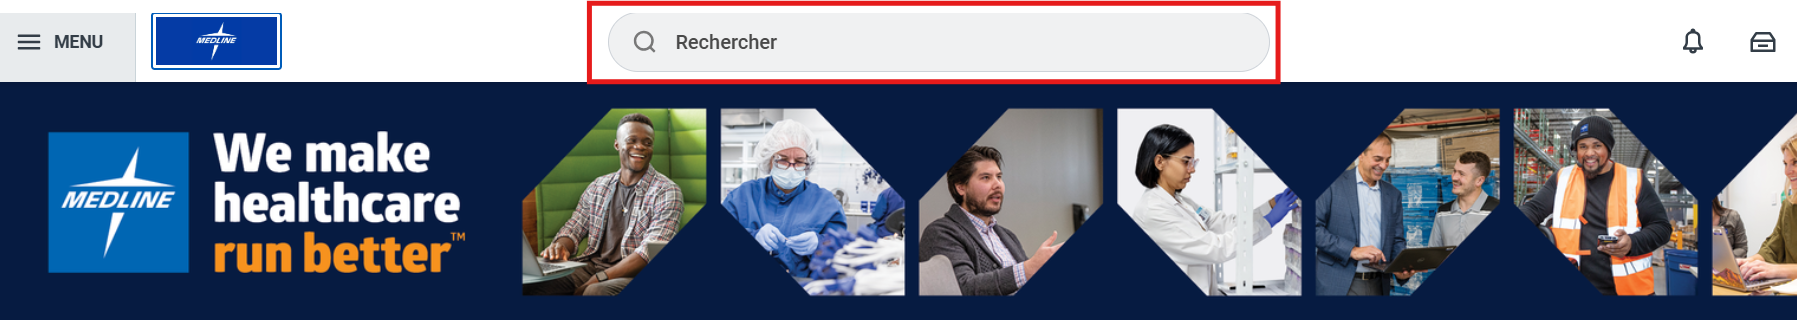 MENU
MEDLINE
Rechercher
MEDLINE
We make
healthcare
run better™